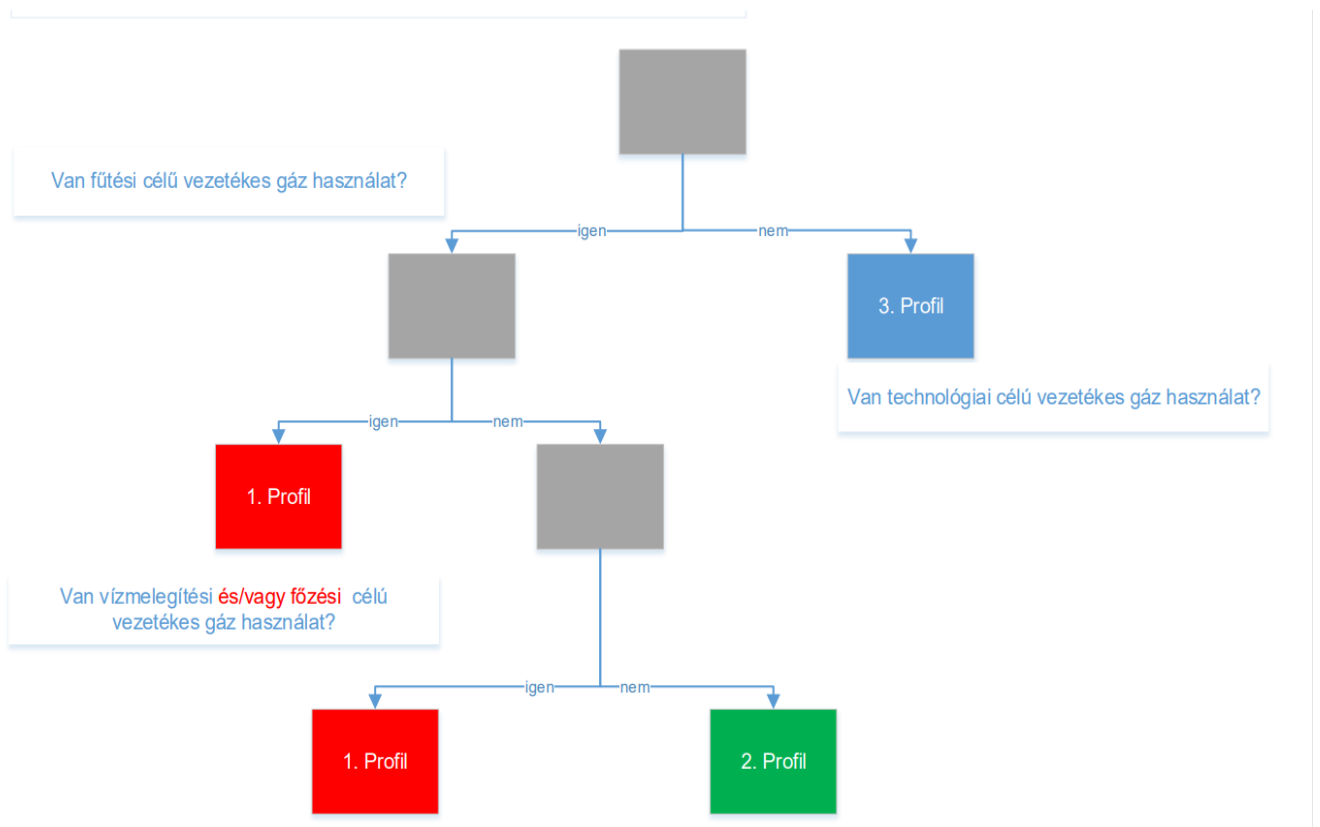 Van fűtési célű vezetékes gáz használat?
igen
nem
3. Profil
Van technológiai célú vezetékes gáz használat?
igen
nem
1. Profil
Van vízmelegítési és/vagy főzési célú
vezetékes gáz használat?
igen
nem
1. Profil
2. Profil